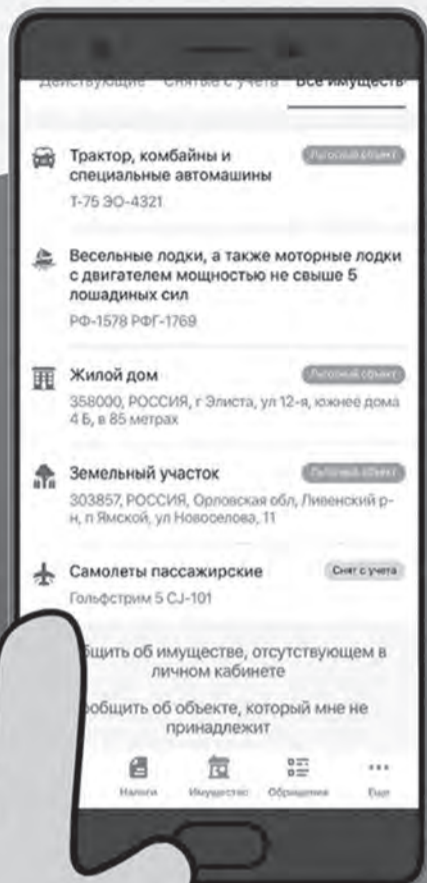 Действующие Снятые с учета Все имуществ
Трактор, комбайны и Льготный объект
специальные автомашины
Т-75 ЭО-4321
Весельные лодки, а также моторные лодки
с двигателем мощностью не свыше 5
лошадиных сил
РФ-1578 РФГ-1769
Жилой дом Льготный объект
358000, РОССИЯ, г Элиста, ул 12-я, южнее дома
4 Б, в 85 метрах
Земельный участок Льготный объект
303857, РОССИЯ, Орловская обл, Ливенский р-
н, п Ямской, ул Новоселова, 11
Самолеты пассажирские Снят с учета
Гольфстрим 5 CJ-101
бщить об имуществе, отсутствующем в
личном кабинете
ообщить об объекте, который мне не
принадлежит
Налоги Имущество Обращения Еще